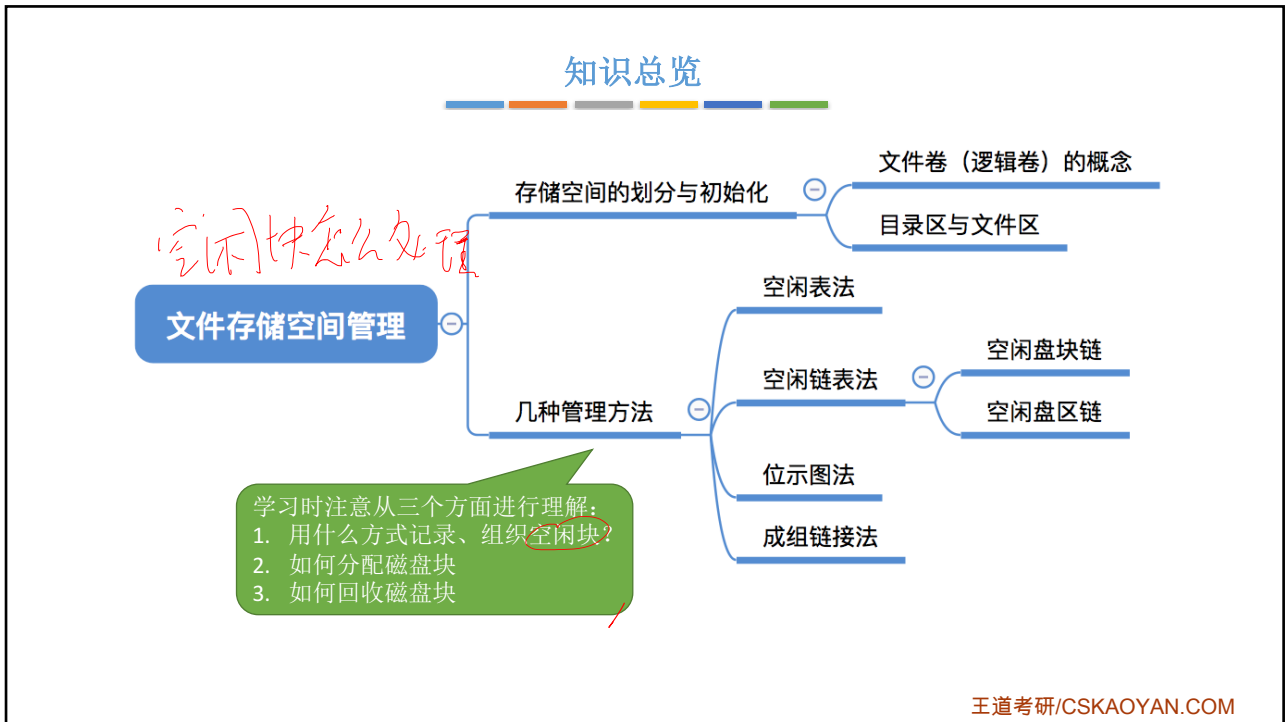 知识总览
文件卷（逻辑卷）的概念
存储空间的划分与初始化
目录区与文件区
空闲块怎么处理
文件存储空间管理
空闲表法
空闲盘块链
空闲链表法
空闲盘区链
几种管理方法
位示图法
成组链接法
学习时注意从三个方面进行理解：
1. 用什么方式记录、组织空闲块？
2. 如何分配磁盘块
3. 如何回收磁盘块
王道考研/CSKAOYAN.COM